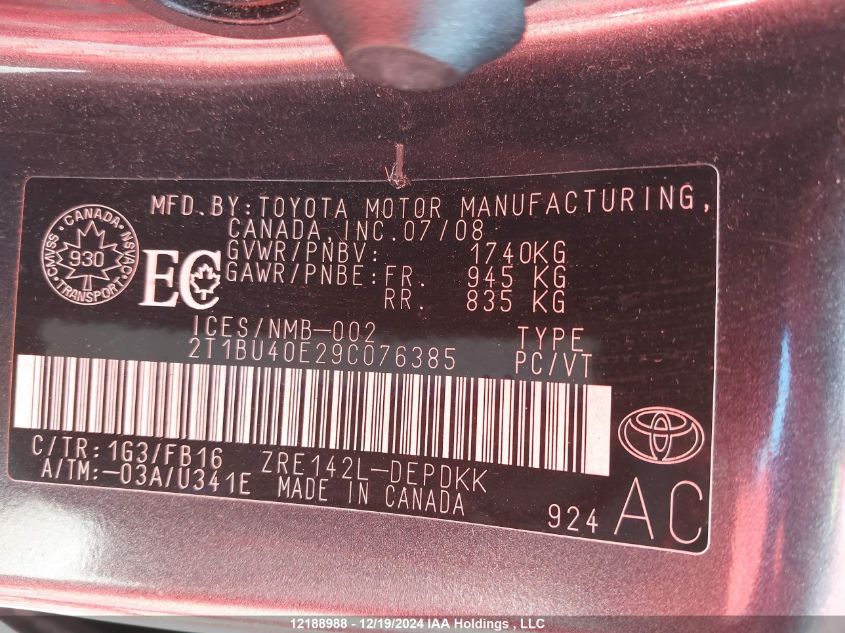 MFD.BY:TOYOTA MOTOR MANUFACTURING,
CANADA, INC.07/08
GVWR/PNBV: 1740KG
GAWR/PNBE:FR. 945 KG
RR. 835 KG
CANADA
CMVSS 930 NSVAC
TRANSPORT
EC
ICES/NMB-002 TYPE
2T1BU40E29C076385 PC/VT
C/TR:1G3/FB16 ZRE142L-DEPDKK
A/TM:-03A/U341E MADE IN CANADA
924 AC
12188988 - 12/19/2024 IAA Holdings , LLC